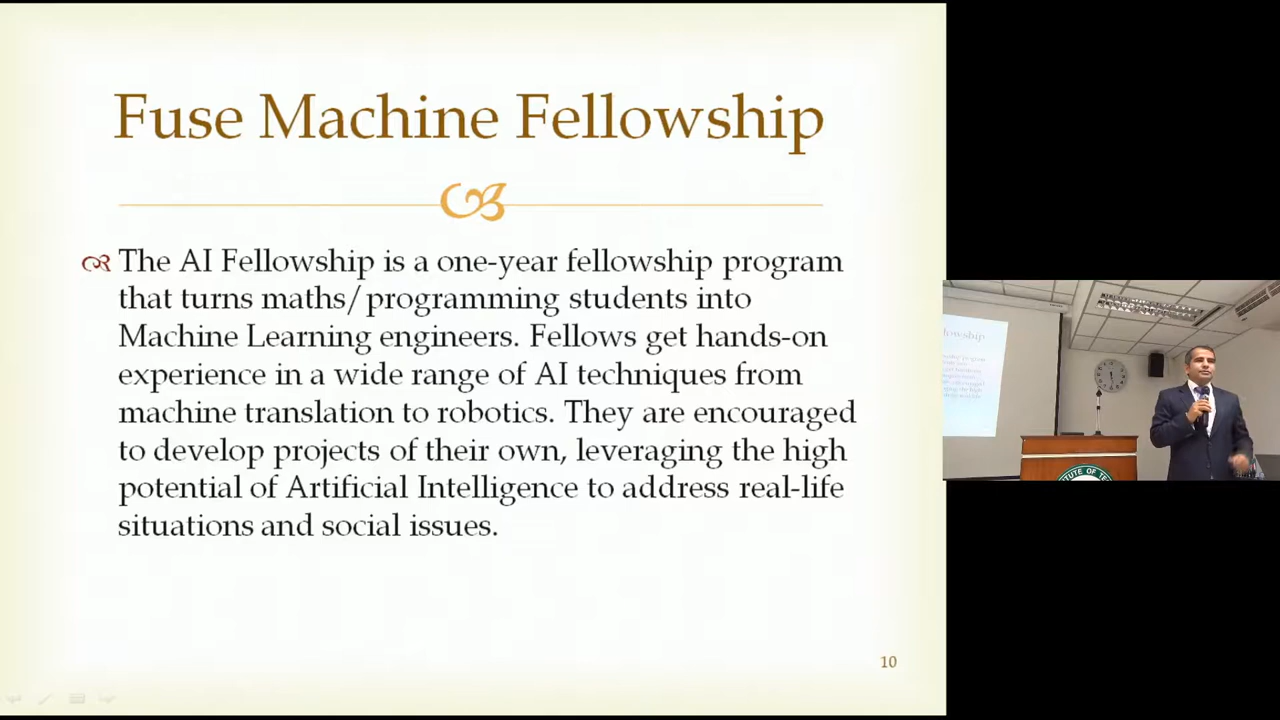 Fuse Machine Fellowship
The AI Fellowship is a one-year fellowship program
that turns maths/programming students into
Machine Learning engineers. Fellows get hands-on
experience in a wide range of AI techniques from
machine translation to robotics. They are encouraged
to develop projects of their own, leveraging the high
potential of Artificial Intelligence to address real-life
situations and social issues.
10
OF